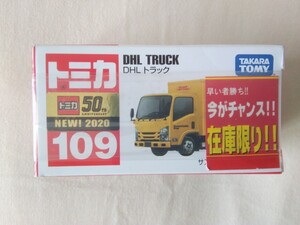 トミカ
DHL TRUCK
DHL トラック
TAKARA
TOMY
トミカ 50th
NEW! 2020
109
早い者勝ち!!
今がチャンス!!
在庫限り!!
サ